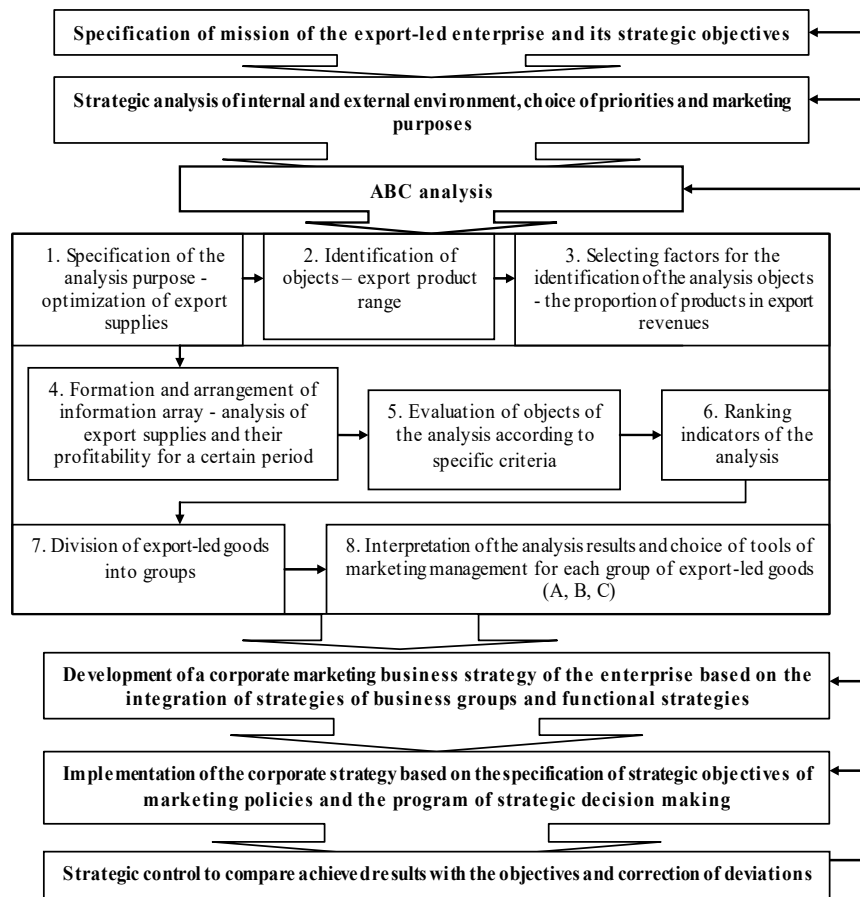 Specification of mission of the export-led enterprise and its strategic objectives
Strategic analysis of internal and external environment, choice of priorities and marketing
purposes
ABC analysis
1. Specification of the
analysis purpose -
optimization of export
supplies
2. Identification of
objects – export product
range
3. Selecting factors for the
identification of the analysis objects
- the proportion of products in export
revenues
4. Formation and arrangement of
information array - analysis of
export supplies and their
profitability for a certain period
5. Evaluation of objects of
the analysis according to
specific criteria
6. Ranking
indicators of the
analysis
7. Division of export-led goods
into groups
8. Interpretation of the analysis results and choice of tools of
marketing management for each group of export-led goods
(A, B, C)
Development of a corporate marketing business strategy of the enterprise based on the
integration of strategies of business groups and functional strategies
Implementation of the corporate strategy based on the specification of strategic objectives of
marketing policies and the program of strategic decision making
Strategic control to compare achieved results with the objectives and correction of deviations